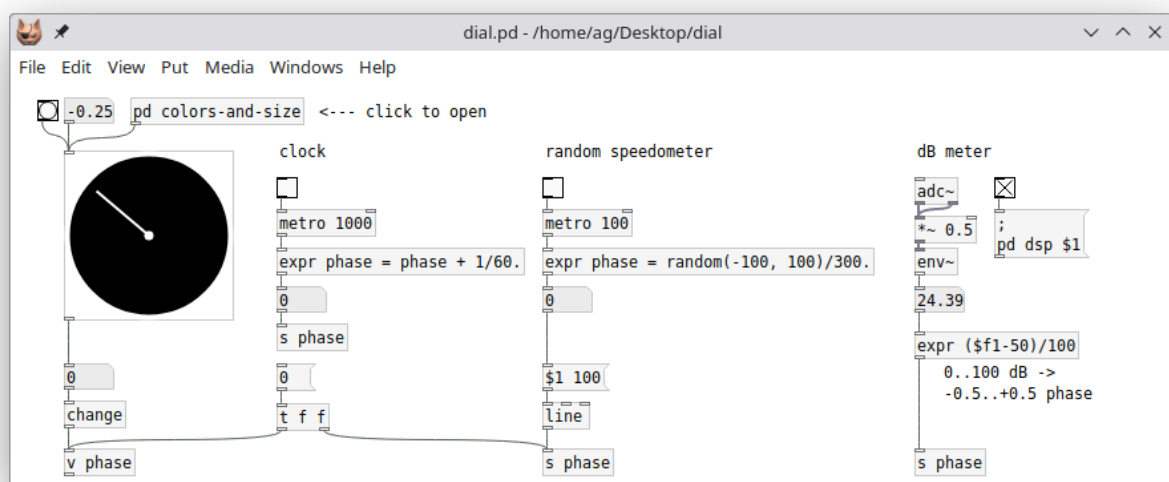 dial.pd - /home/ag/Desktop/dial
File Edit View Put Media Windows Help
-0.25 pd colors-and-size <--- click to open
clock random speedometer dB meter
adc~
metro 1000 metro 100 *~ 0.5 ;
pd dsp $1
expr phase = phase + 1/60. expr phase = random(-100, 100)/300. env~
0 0 24.39
s phase expr ($f1-50)/100
0 0 $1 100 0..100 dB ->
-0.5..+0.5 phase
change t f f line
v phase s phase s phase